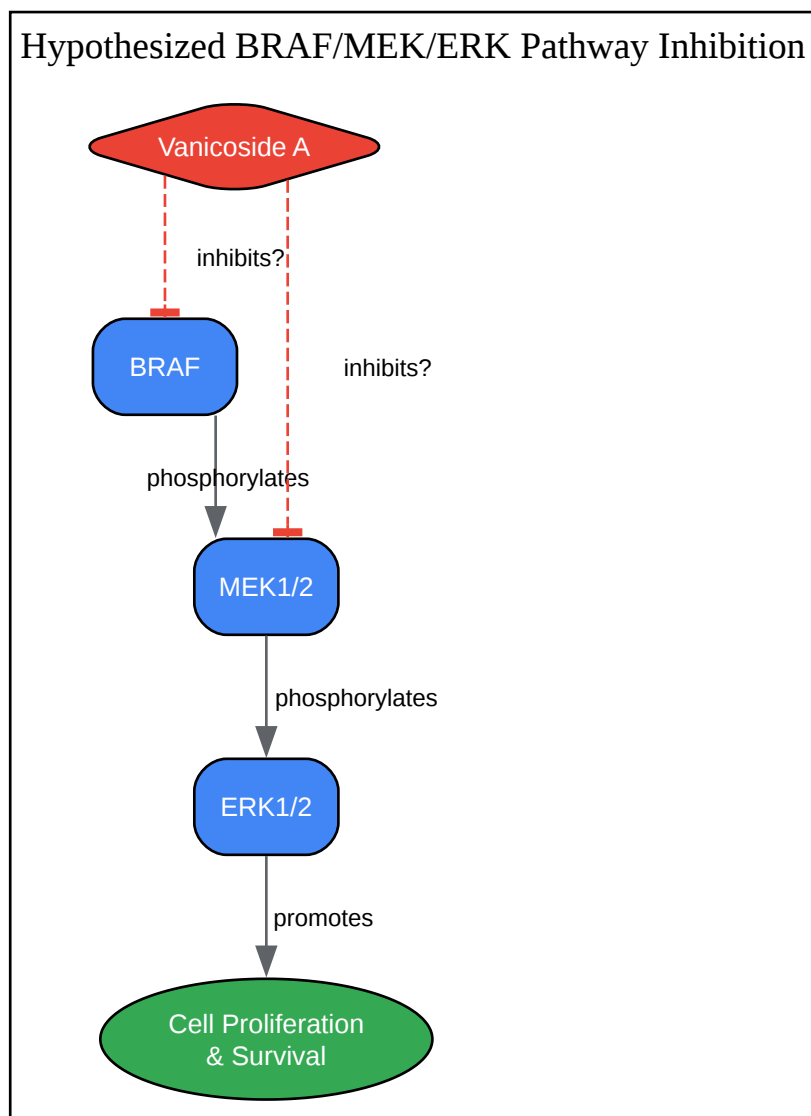 Hypothesized BRAF/MEK/ERK Pathway Inhibition
Vanicoside A
inhibits?
BRAF
inhibits?
phosphorylates
MEK1/2
phosphorylates
ERK1/2
promotes
Cell Proliferation
& Survival